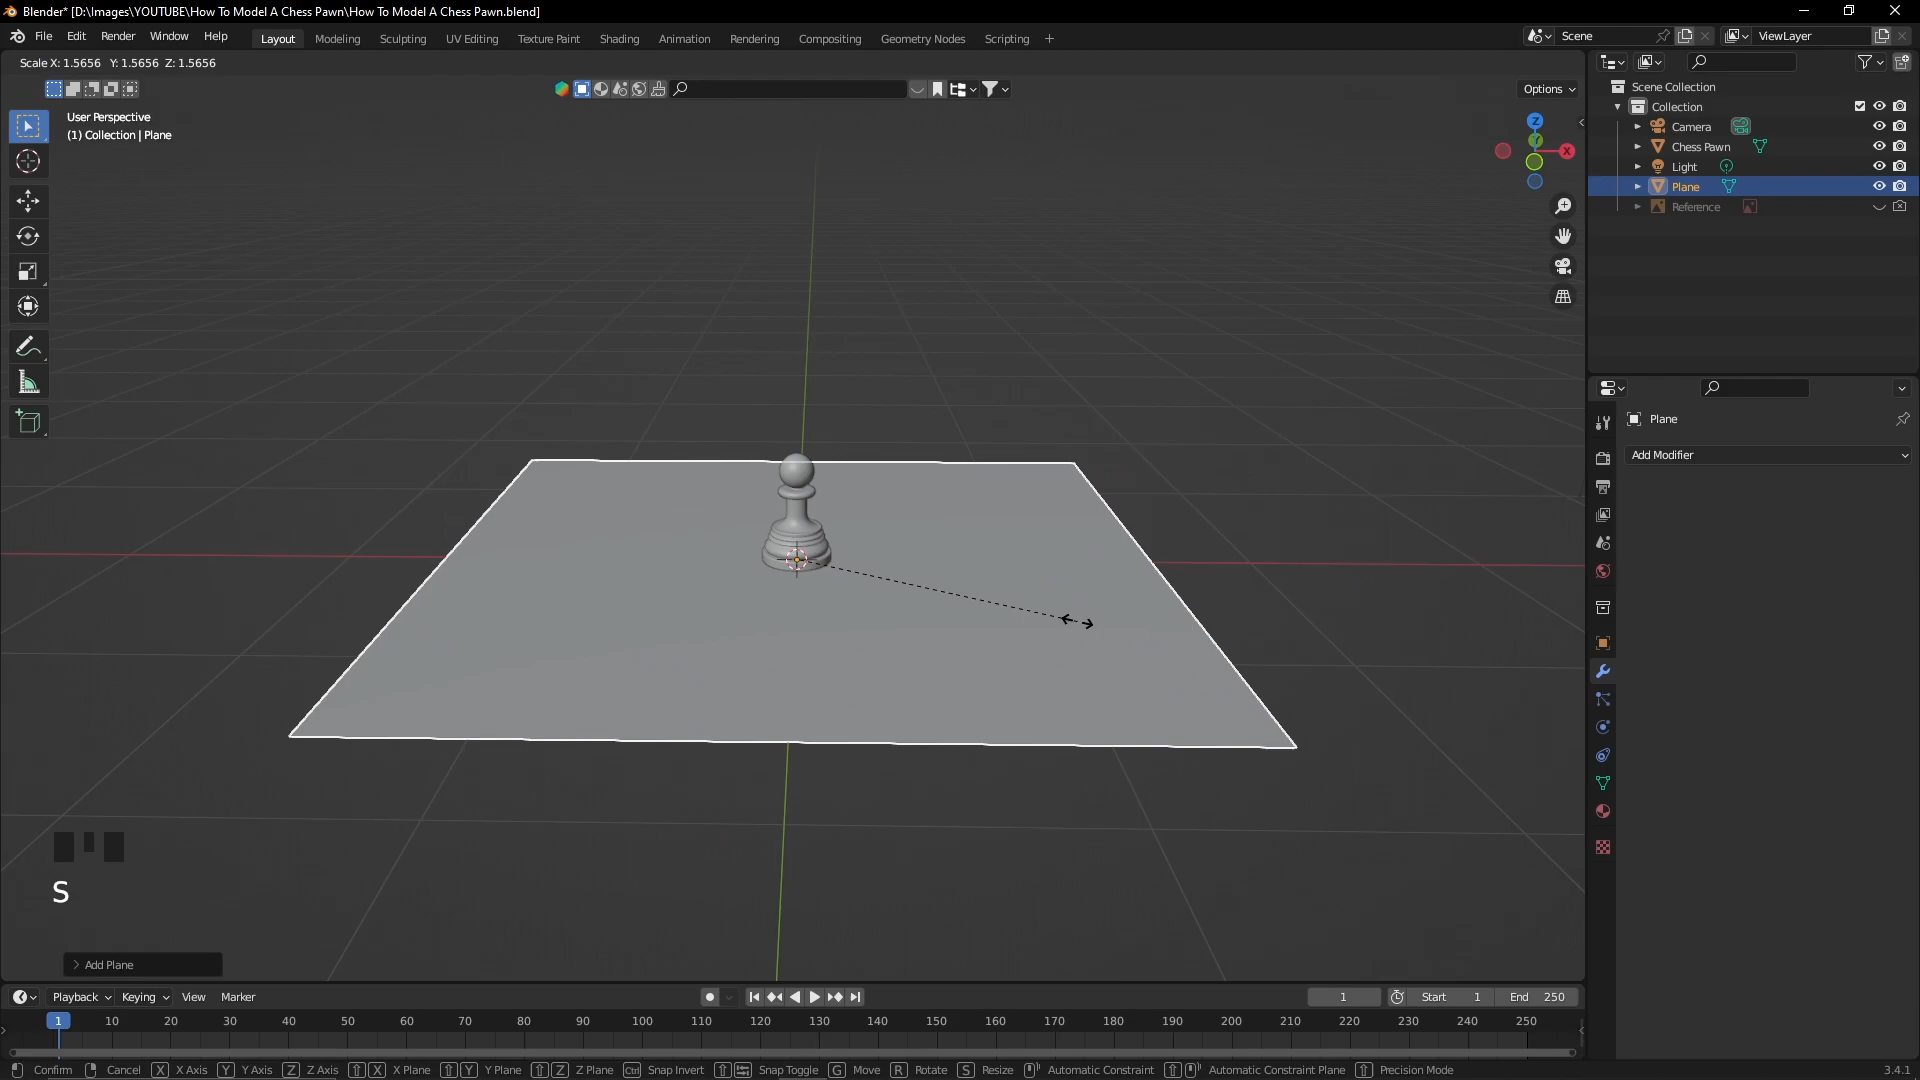 Blender* [D:\Images\YOUTUBE\How To Model A Chess Pawn\How To Model A Chess Pawn.blend]
File Edit Render Window Help Layout Modeling Sculpting UV Editing Texture Paint Shading Animation Rendering Compositing Geometry Nodes Scripting + Scene ViewLayer
Scale X: 1.5656 Y: 1.5656 Z: 1.5656
Options
User Perspective
(1) Collection | Plane
Z
Y
X
Scene Collection
Collection
Camera
Chess Pawn
Light
Plane
Reference
Plane
Add Modifier
S
Add Plane
Playback Keying View Marker 1 Start 1 End 250
1 10 20 30 40 50 60 70 80 90 100 110 120 130 140 150 160 170 180 190 200 210 220 230 240 250
Confirm Cancel X X Axis Y Y Axis Z Z Axis X X Plane Y Y Plane Z Z Plane Ctrl Snap Invert Snap Toggle G Move R Rotate S Resize Automatic Constraint Automatic Constraint Plane Precision Mode 3.4.1